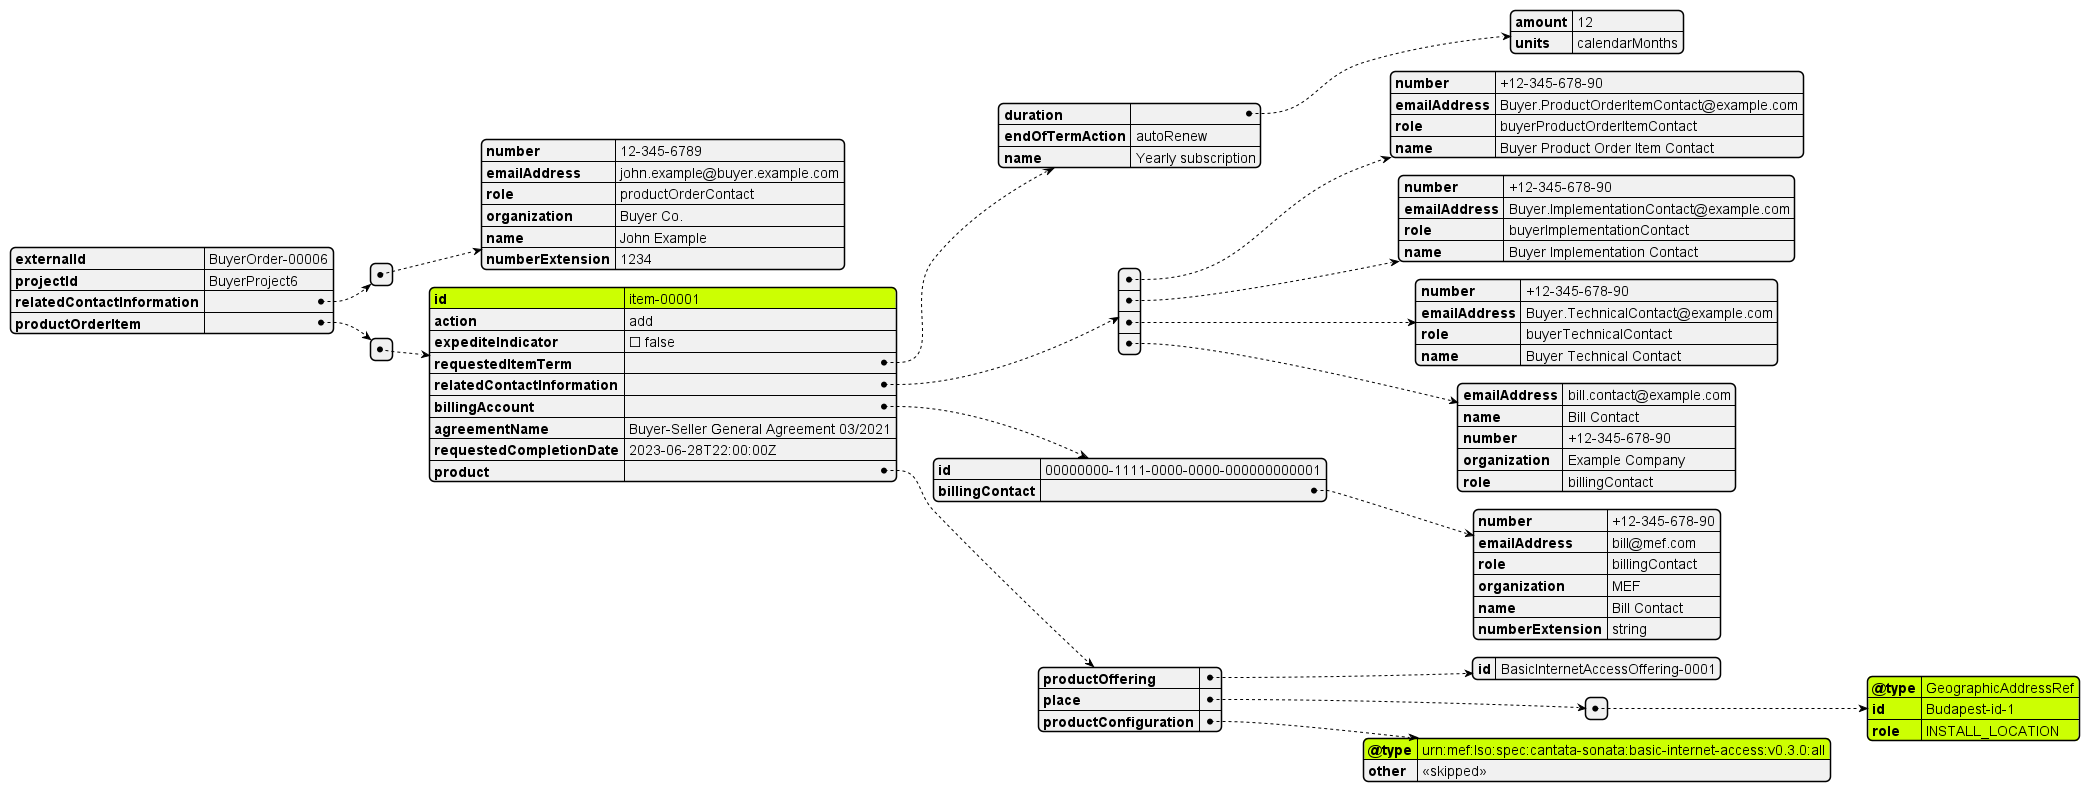 externalId BuyerOrder-00006
projectId BuyerProject6
relatedContactInformation
productOrderItem
number 12-345-6789
emailAddress john.example@buyer.example.com
role productOrderContact
organization Buyer Co.
name John Example
numberExtension 1234
id item-00001
action add
expediteIndicator ☐ false
requestedItemTerm
relatedContactInformation
billingAccount
agreementName Buyer-Seller General Agreement 03/2021
requestedCompletionDate 2023-06-28T22:00:00Z
product
duration
endOfTermAction autoRenew
name Yearly subscription
amount 12
units calendarMonths
number +12-345-678-90
emailAddress Buyer.ProductOrderItemContact@example.com
role buyerProductOrderItemContact
name Buyer Product Order Item Contact
number +12-345-678-90
emailAddress Buyer.ImplementationContact@example.com
role buyerImplementationContact
name Buyer Implementation Contact
number +12-345-678-90
emailAddress Buyer.TechnicalContact@example.com
role buyerTechnicalContact
name Buyer Technical Contact
emailAddress bill.contact@example.com
name Bill Contact
number +12-345-678-90
organization Example Company
role billingContact
id 00000000-1111-0000-0000-000000000001
billingContact
number +12-345-678-90
emailAddress bill@mef.com
role billingContact
organization MEF
name Bill Contact
numberExtension string
productOffering
place
productConfiguration
id BasicInternetAccessOffering-0001
@type GeographicAddressRef
id Budapest-id-1
role INSTALL_LOCATION
@type urn:mef:lso:spec:cantata-sonata:basic-internet-access:v0.3.0:all
other «skipped»